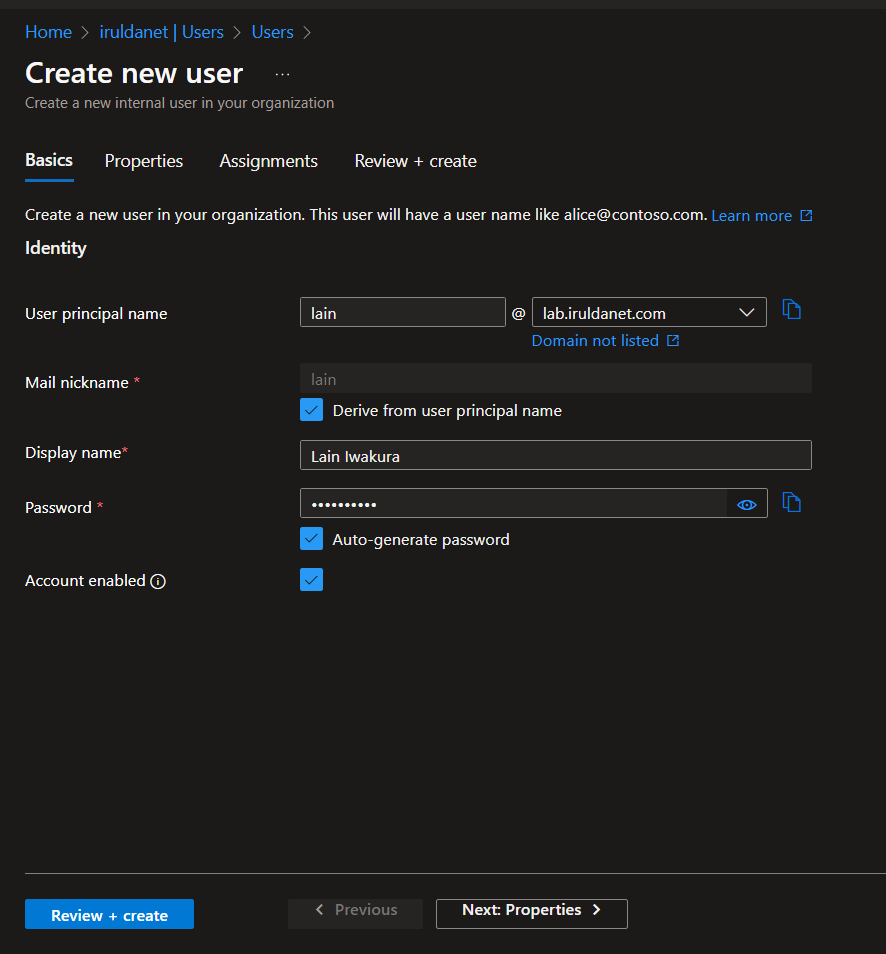 Home > iruldanet | Users > Users >
Create new user ...
Create a new internal user in your organization
Basics Properties Assignments Review + create
Create a new user in your organization. This user will have a user name like alice@contoso.com. Learn more
Identity
User principal name lain @ lab.iruldanet.com
Domain not listed
Mail nickname * lain
Derive from user principal name
Display name* Lain Iwakura
Password * ••••••••••
Auto-generate password
Account enabled
Review + create < Previous Next: Properties >